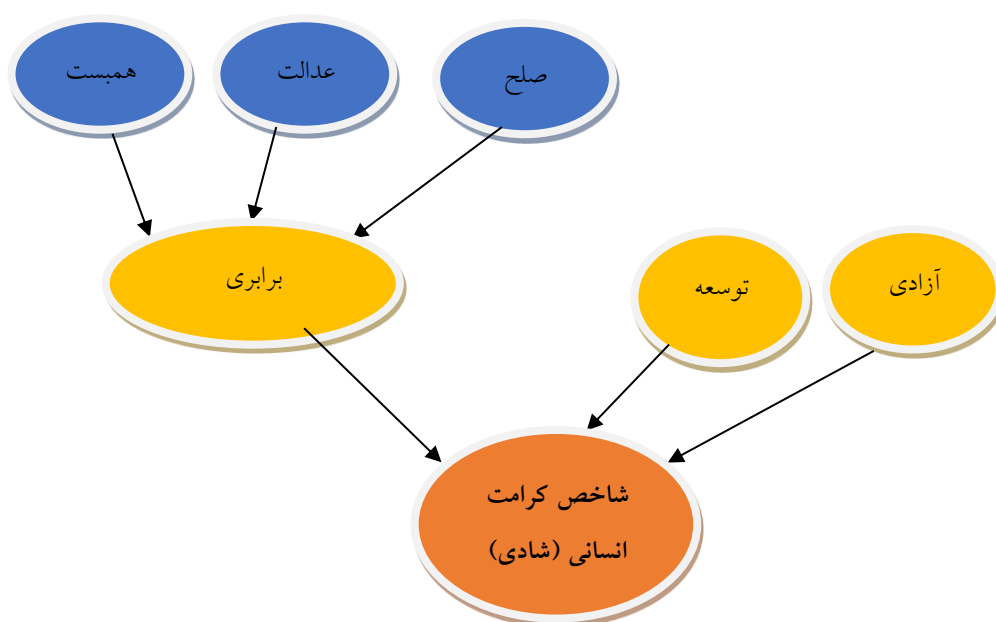 صلح
عدالت
همبست
آزادی
توسعه
برابری
شاخص کرامت
انسانی (شادی)